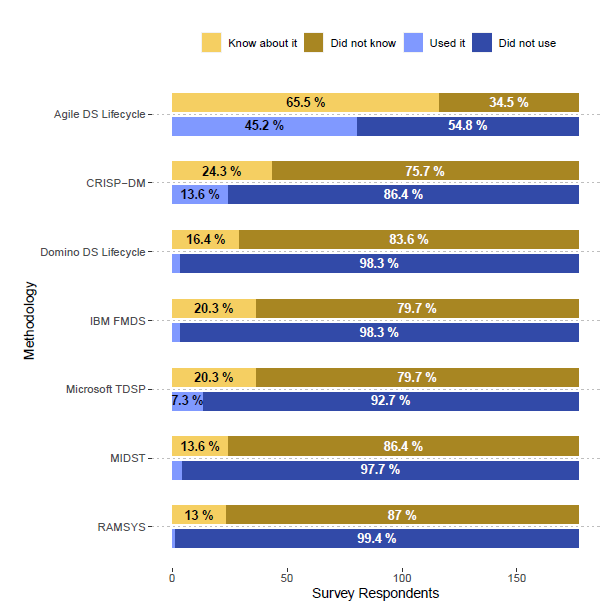 Know about it Did not know Used it Did not use
65.5 % 34.5 %
Agile DS Lifecycle
45.2 % 54.8 %
24.3 % 75.7 %
CRISP−DM
13.6 % 86.4 %
16.4 % 83.6 %
Domino DS Lifecycle
98.3 %
20.3 % 79.7 %
IBM FMDS
98.3 %
20.3 % 79.7 %
Microsoft TDSP
7.3 % 92.7 %
13.6 % 86.4 %
MIDST
97.7 %
13 % 87 %
RAMSYS
99.4 %
Methodology
0 50 100 150
Survey Respondents